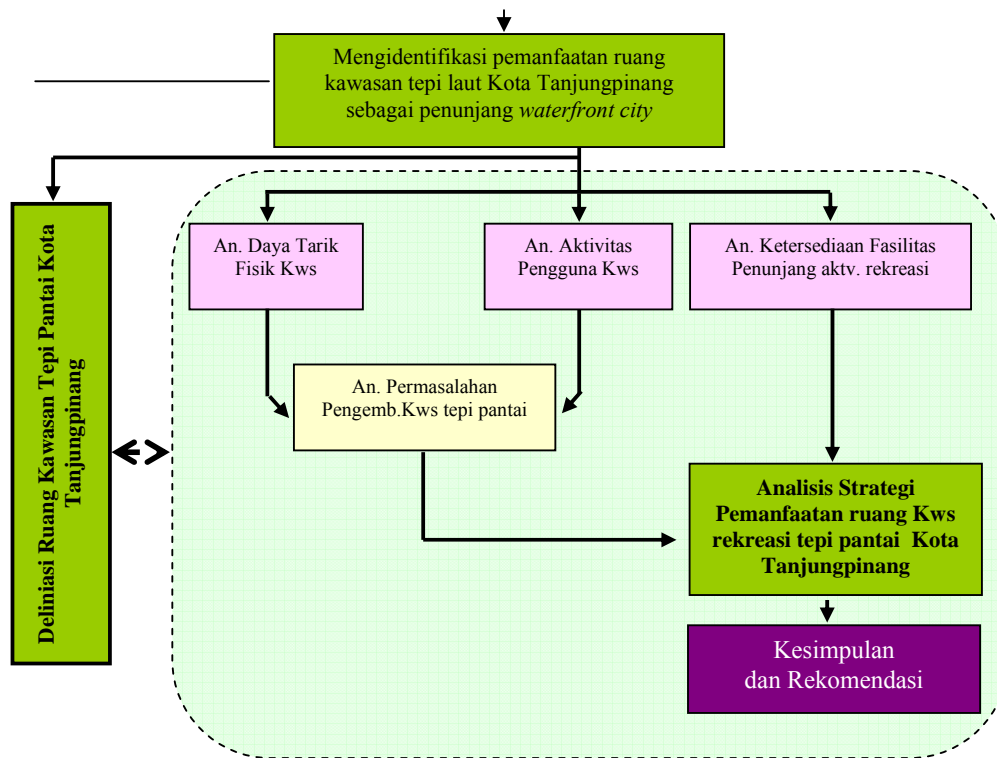 Mengidentifikasi pemanfaatan ruang
kawasan tepi laut Kota Tanjungpinang
sebagai penunjang waterfront city
Deliniasi Ruang Kawasan Tepi Pantai Kota
Tanjungpinang
An. Daya Tarik
Fisik Kws
An. Aktivitas
Pengguna Kws
An. Ketersediaan Fasilitas
Penunjang aktv. rekreasi
An. Permasalahan
Pengemb.Kws tepi pantai
Analisis Strategi
Pemanfaatan ruang Kws
rekreasi tepi pantai Kota
Tanjungpinang
Kesimpulan
dan Rekomendasi